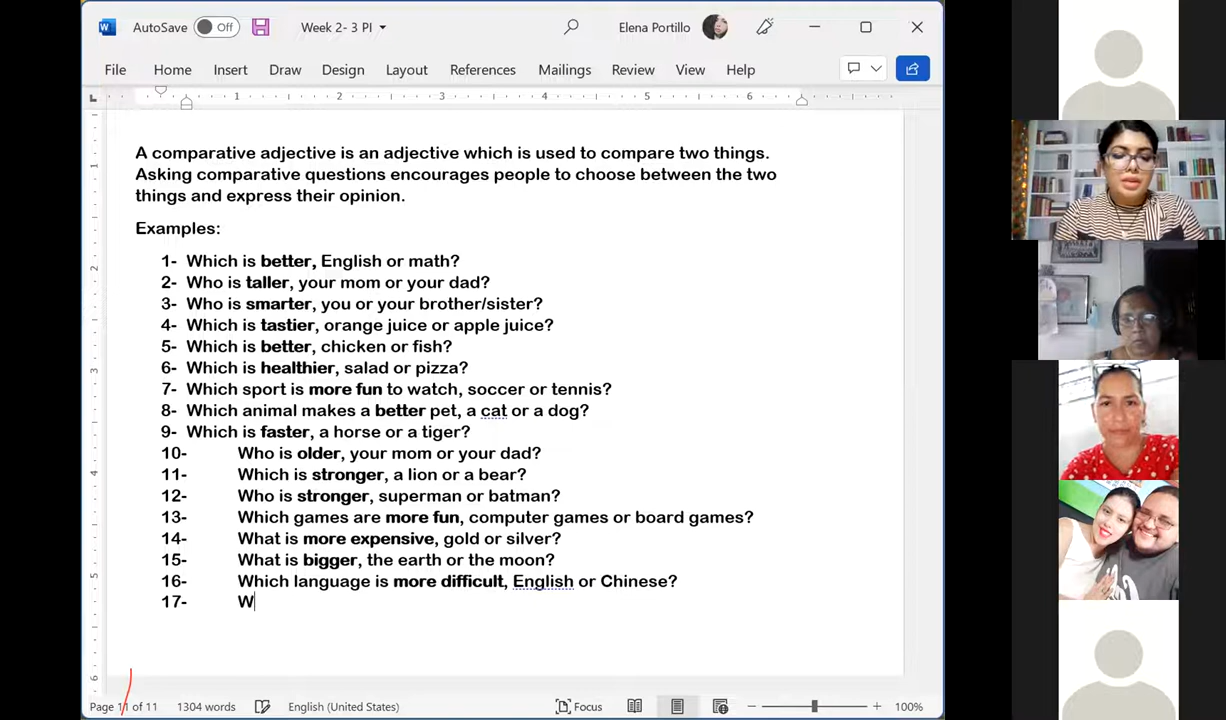 AutoSave Off Week 2- 3 PI Elena Portillo
File Home Insert Draw Design Layout References Mailings Review View Help
1 2 3 4 5 6
A comparative adjective is an adjective which is used to compare two things.
Asking comparative questions encourages people to choose between the two
things and express their opinion.
Examples:
1- Which is better, English or math?
2- Who is taller, your mom or your dad?
3- Who is smarter, you or your brother/sister?
4- Which is tastier, orange juice or apple juice?
5- Which is better, chicken or fish?
6- Which is healthier, salad or pizza?
7- Which sport is more fun to watch, soccer or tennis?
8- Which animal makes a better pet, a cat or a dog?
9- Which is faster, a horse or a tiger?
10- Who is older, your mom or your dad?
11- Which is stronger, a lion or a bear?
12- Who is stronger, superman or batman?
13- Which games are more fun, computer games or board games?
14- What is more expensive, gold or silver?
15- What is bigger, the earth or the moon?
16- Which language is more difficult, English or Chinese?
17- W
Page 11 of 11 1304 words English (United States) Focus 100%